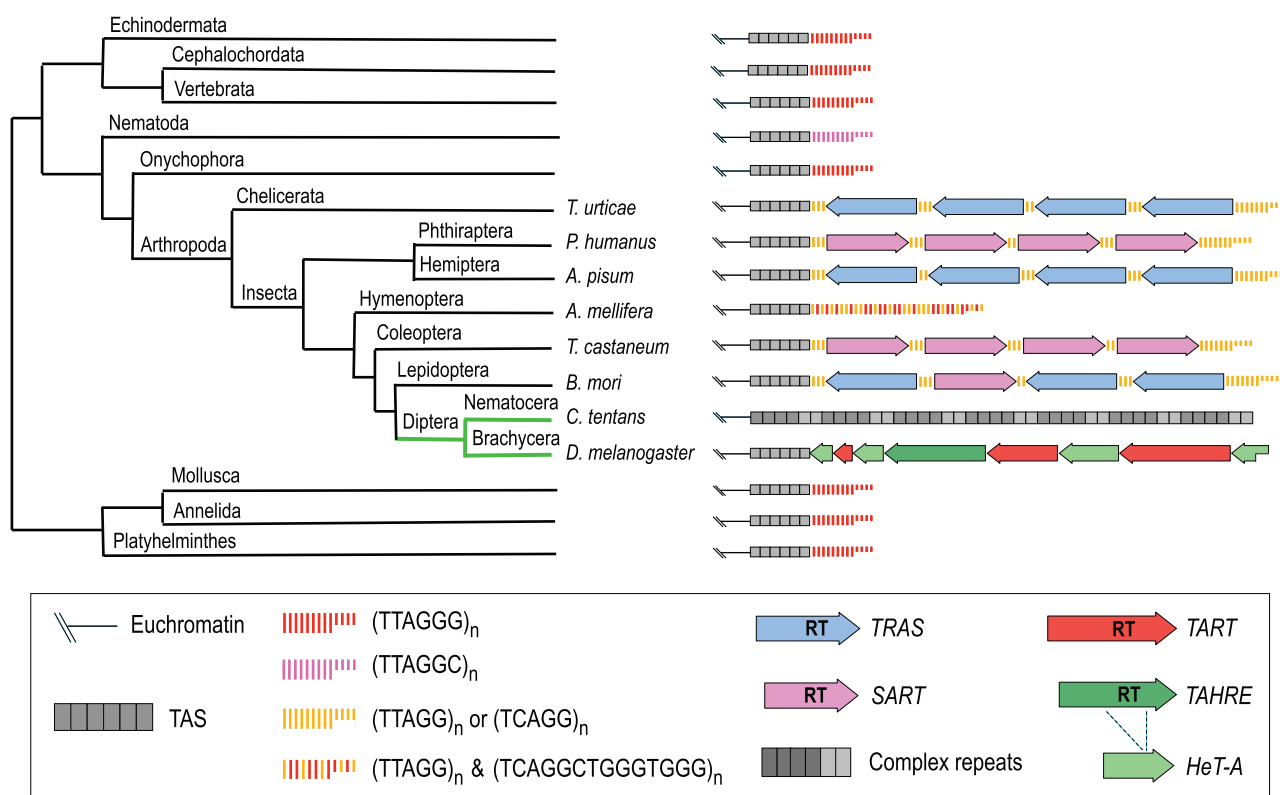 Echinodermata
Cephalochordata
Vertebrata
Nematoda
Onychophora
Chelicerata
T. urticae
Arthropoda
Phthiraptera
P. humanus
Hemiptera
A. pisum
Insecta
Hymenoptera
A. mellifera
Coleoptera
T. castaneum
Lepidoptera
B. mori
Nematocera
C. tentans
Diptera
Brachycera
D. melanogaster
Mollusca
Annelida
Platyhelminthes
Euchromatin
TAS
(TTAGGG)n
(TTAGGC)n
(TTAGG)n or (TCAGG)n
(TTAGG)n & (TCAGGCTGGGTGGG)n
RT TRAS
RT SART
Complex repeats
RT TART
RT TAHRE
HeT-A